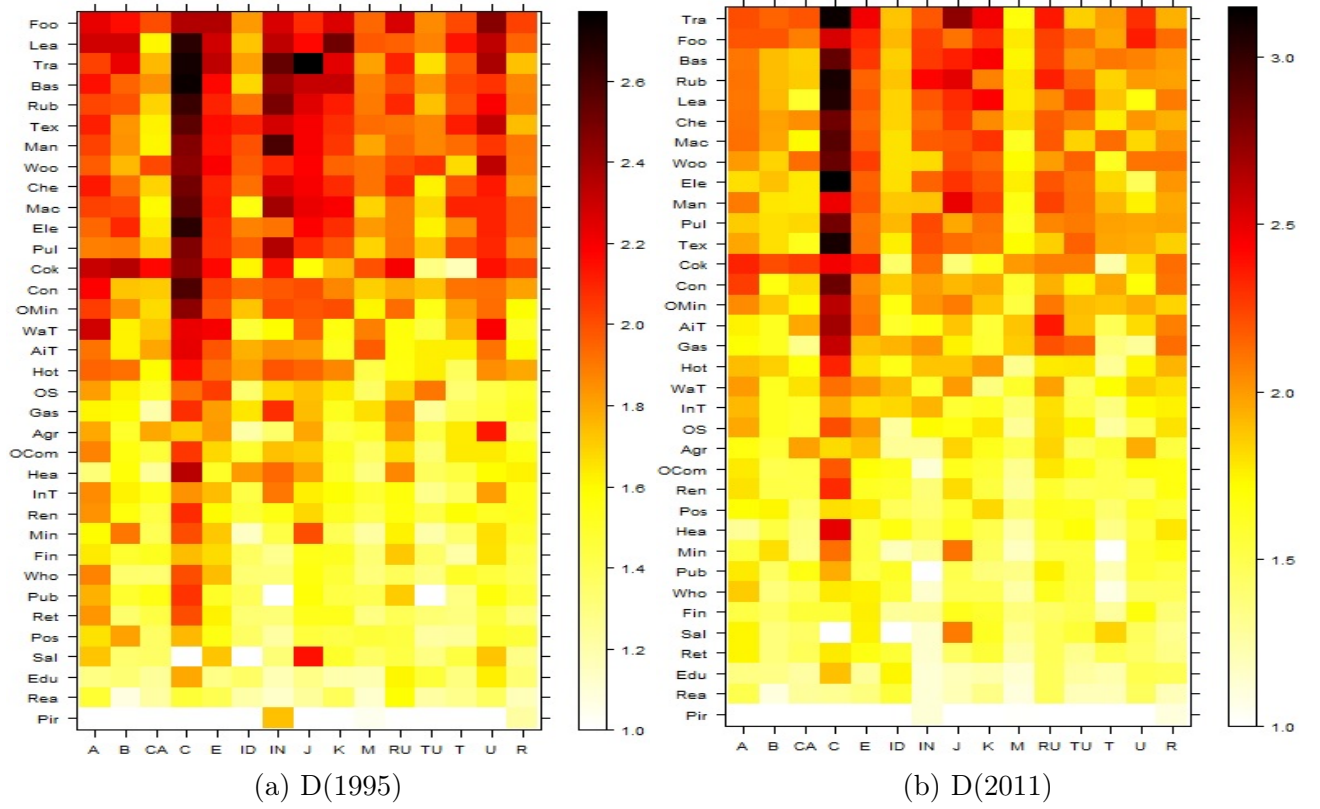 Foo
Lea
Tra
Bas
Rub
Tex
Man
Woo
Che
Mac
Ele
Pul
Cok
Con
OMin
WaT
AiT
Hot
OS
Gas
Agr
OCom
Hea
InT
Ren
Min
Fin
Who
Pub
Ret
Pos
Sal
Edu
Rea
Pir
A B CA C E ID IN J K M RU TU T U R
2.6
2.4
2.2
2.0
1.8
1.6
1.4
1.2
1.0
(a) D(1995)
Tra
Foo
Bas
Rub
Lea
Che
Mac
Woo
Ele
Man
Pul
Tex
Cok
Con
OMin
AiT
Gas
Hot
WaT
InT
OS
Agr
OCom
Ren
Pos
Hea
Min
Pub
Who
Fin
Sal
Ret
Edu
Rea
Pir
A B CA C E ID IN J K M RU TU T U R
3.0
2.5
2.0
1.5
1.0
(b) D(2011)